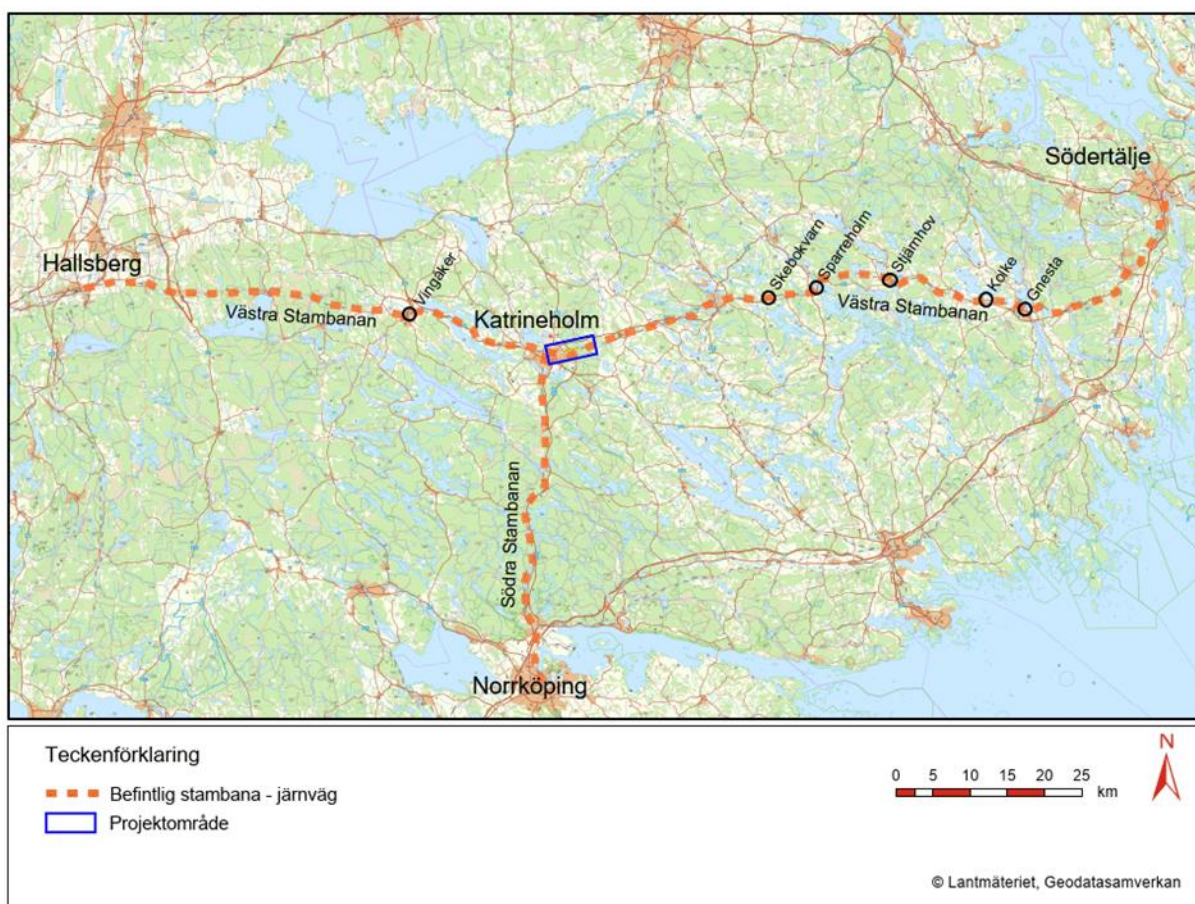 Södertälje
Hallsberg
Vingåker
Skebokvarn
Sparreholm
Stjärnhov
Kolke
Gnesta
Västra Stambanan
Katrineholm
Västra Stambanan
Södra Stambanan
Norrköping
Teckenförklaring
Befintlig stambana - järnväg
Projektområde
0 5 10 15 20 25
km
N
© Lantmäteriet, Geodatasamverkan